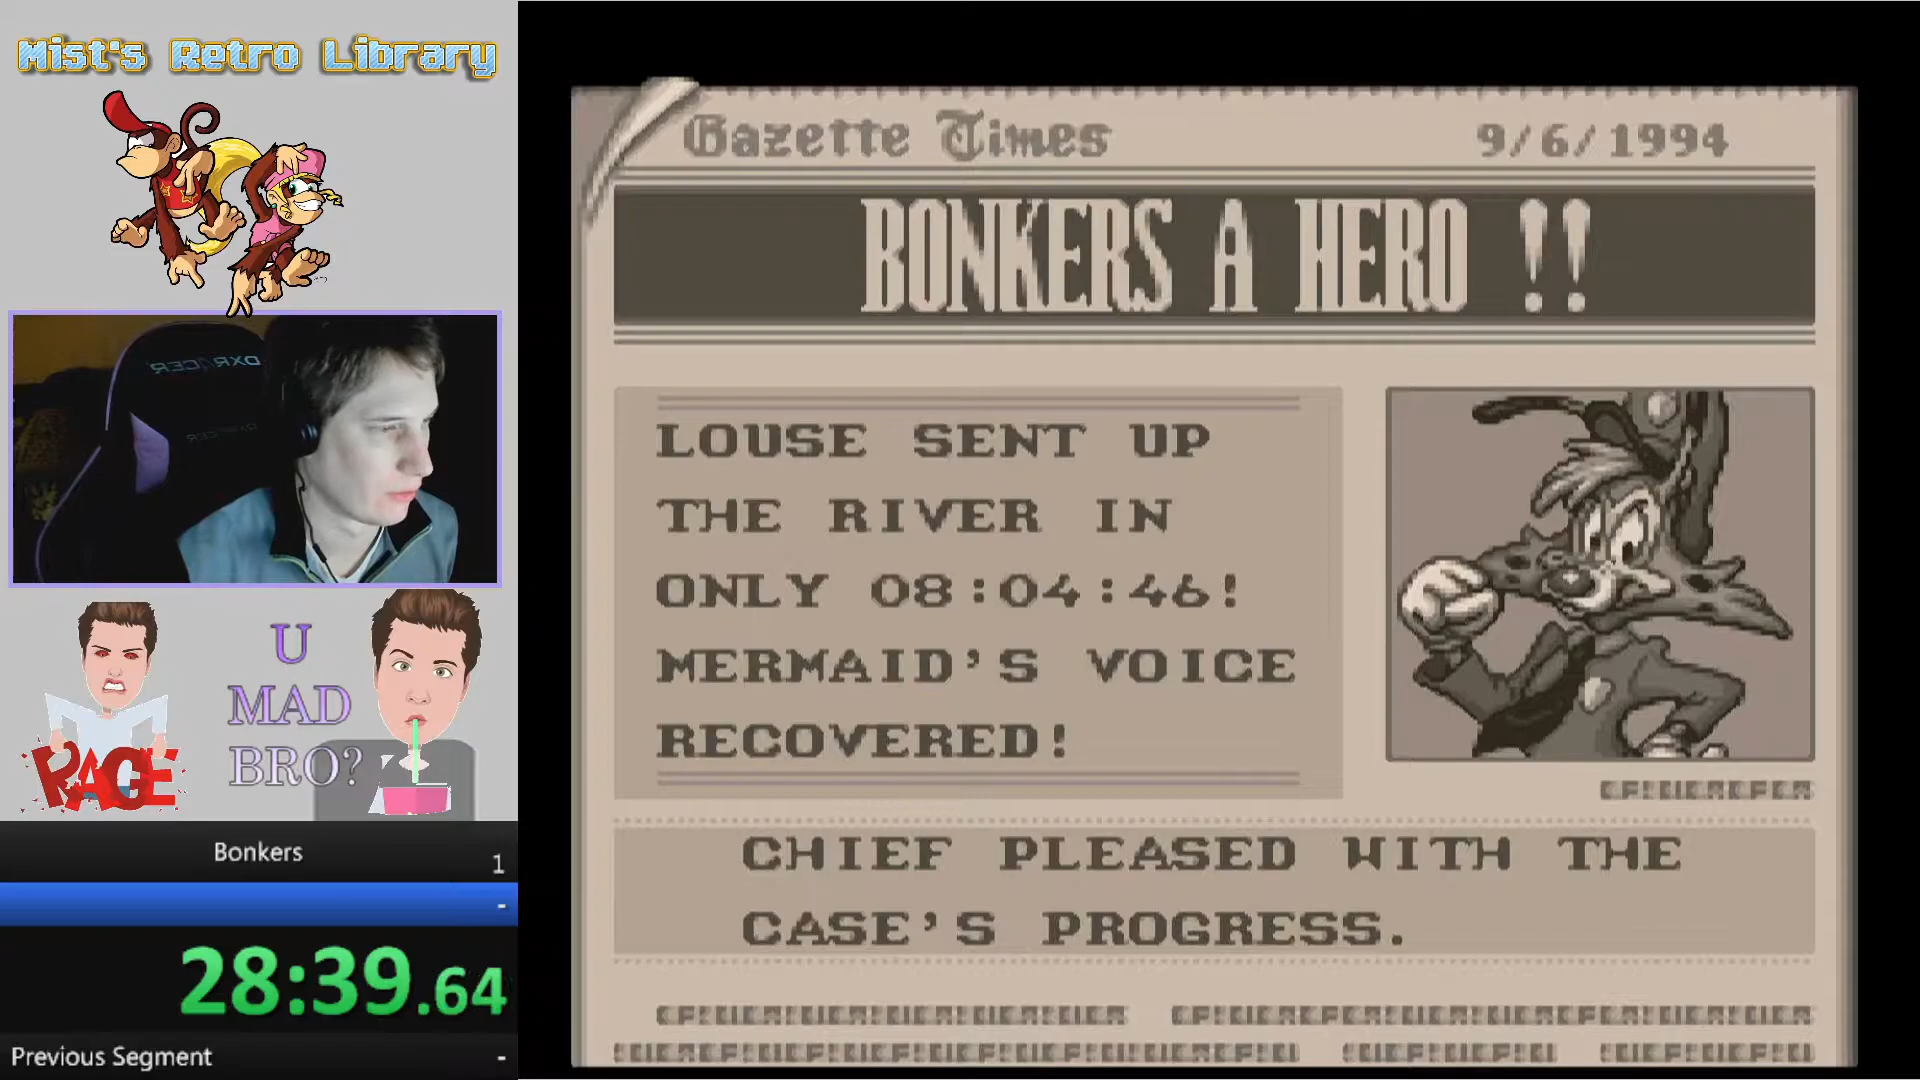 Mist's Retro Library
DXRACER
U
MAD
BRO?
RAGE
Bonkers
1
-
28:39.64
Previous Segment -
Gazette Times 9/6/1994
BONKERS A HERO !!
LOUSE SENT UP
THE RIVER IN
ONLY 08:04:46!
MERMAID'S VOICE
RECOVERED!
CHIEF PLEASED WITH THE
CASE'S PROGRESS.